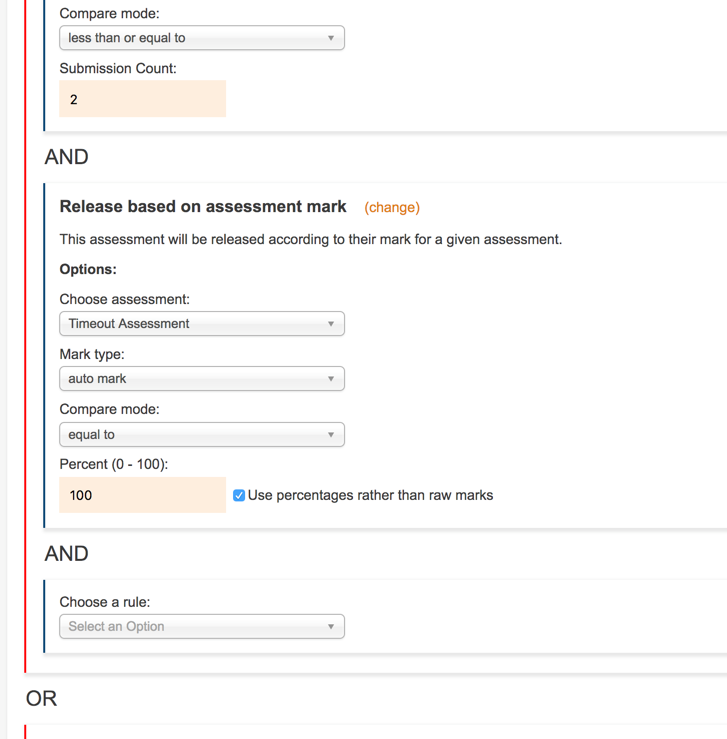 Compare mode:
less than or equal to
Submission Count:
2
AND
Release based on assessment mark (change)
This assessment will be released according to their mark for a given assessment.
Options:
Choose assessment:
Timeout Assessment
Mark type:
auto mark
Compare mode:
equal to
Percent (0 - 100):
100 Use percentages rather than raw marks
AND
Choose a rule:
Select an Option
OR